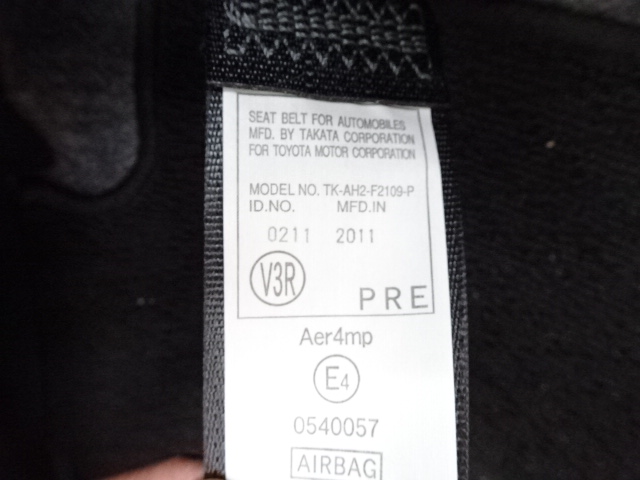 SEAT BELT FOR AUTOMOBILES
MFD. BY TAKATA CORPORATION
FOR TOYOTA MOTOR CORPORATION
MODEL NO. TK-AH2-F2109-P
ID.NO. MFD.IN
0211 2011
V3R
PRE
Aer4mp
E4
0540057
AIRBAG